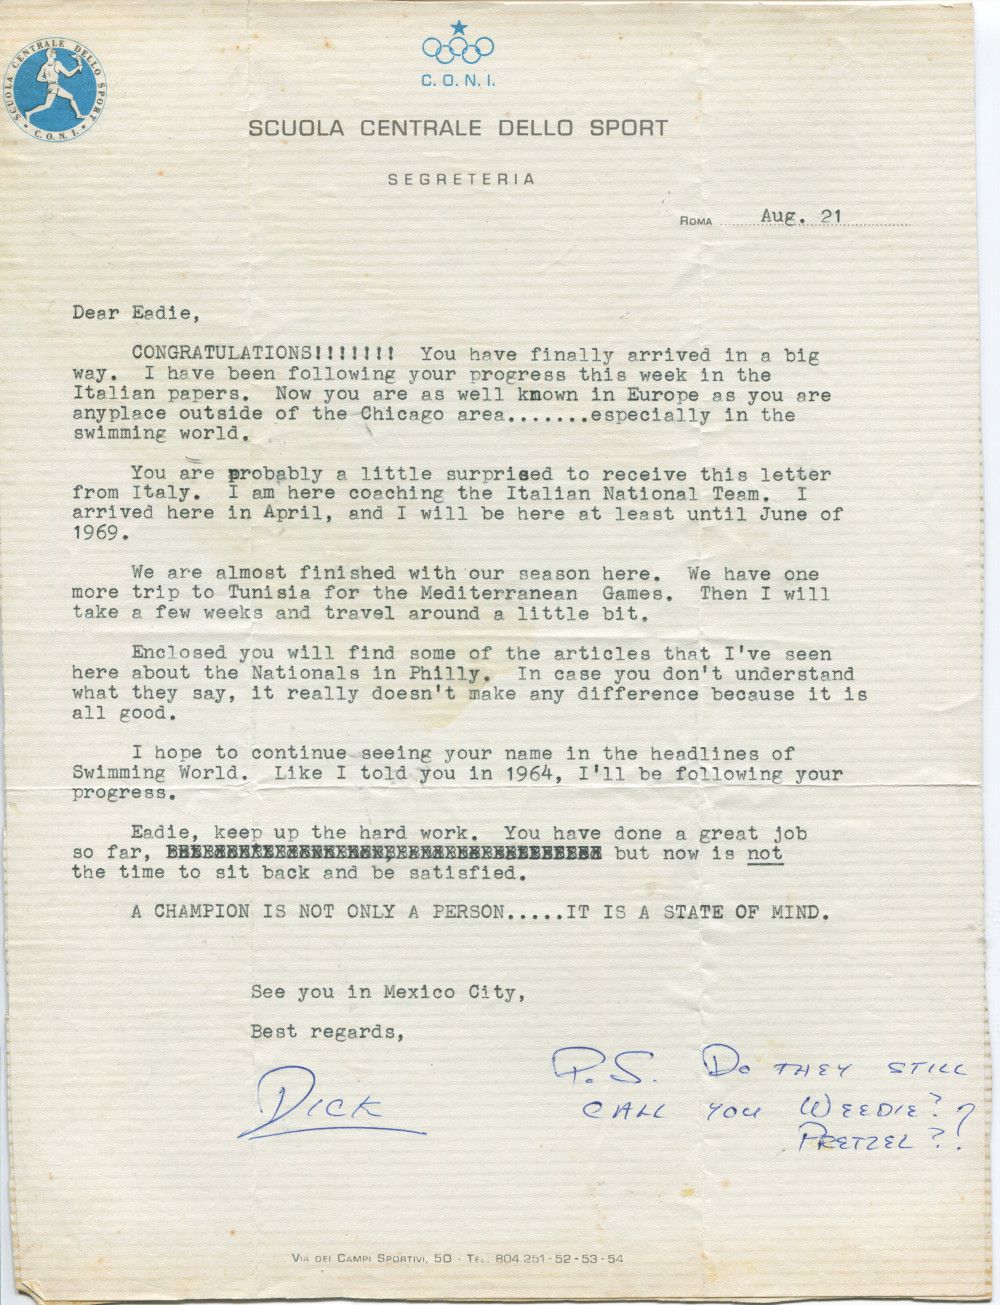 SCUOLA CENTRALE DELLO SPORT
C.O.N.I.
C. O. N. I.
SCUOLA CENTRALE DELLO SPORT
SEGRETERIA
ROMA Aug. 21
Dear Eadie,
CONGRATULATIONS!!!!!!! You have finally arrived in a big
way. I have been following your progress this week in the
Italian papers. Now you are as well known in Europe as you are
anyplace outside of the Chicago area.......especially in the
swimming world.
You are probably a little surprised to receive this letter
from Italy. I am here coaching the Italian National Team. I
arrived here in April, and I will be here at least until June of
1969.
We are almost finished with our season here. We have one
more trip to Tunisia for the Mediterranean Games. Then I will
take a few weeks and travel around a little bit.
Enclosed you will find some of the articles that I've seen
here about the Nationals in Philly. In case you don't understand
what they say, it really doesn't make any difference because it is
all good.
I hope to continue seeing your name in the headlines of
Swimming World. Like I told you in 1964, I'll be following your
progress.
Eadie, keep up the hard work. You have done a great job
so far, but now is not
the time to sit back and be satisfied.
A CHAMPION IS NOT ONLY A PERSON.....IT IS A STATE OF MIND.
See you in Mexico City,
Best regards,
DICK
P.S. DO THEY STILL
CALL YOU WEEDIE? ?
PRETZEL?!
VIA DEI CAMPI SPORTIVI, 50 - TEL. 804 251 - 52 - 53 - 54